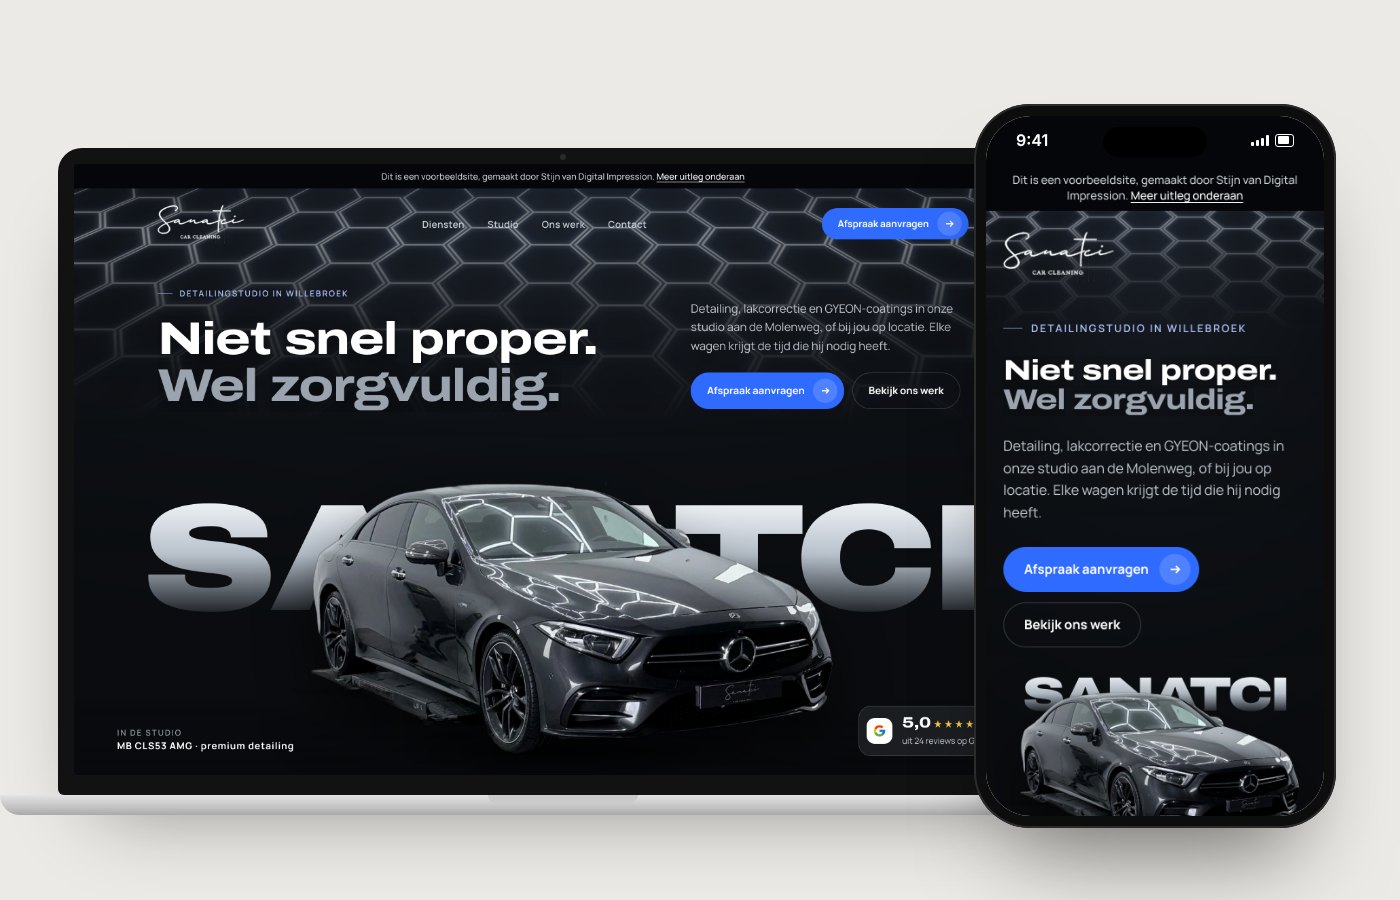 Dit is een voorbeeldsite, gemaakt door Stijn van Digital Impression. Meer uitleg onderaan
Sanatci
CAR CLEANING
Diensten
Studio
Ons werk
Contact
Afspraak aanvragen
DETAILINGSTUDIO IN WILLEBROEK
Niet snel proper.
Wel zorgvuldig.
Detailing, lakcorrectie en GYEON-coatings in onze
studio aan de Molenweg, of bij jou op locatie. Elke
wagen krijgt de tijd die hij nodig heeft.
Afspraak aanvragen
Bekijk ons werk
Sanatci
IN DE STUDIO
MB CLS53 AMG · premium detailing
G
5,0 ★★★★
uit 24 reviews op G
9:41
Dit is een voorbeeldsite, gemaakt door Stijn van Digital
Impression. Meer uitleg onderaan
Sanatci
CAR CLEANING
DETAILINGSTUDIO IN WILLEBROEK
Niet snel proper.
Wel zorgvuldig.
Detailing, lakcorrectie en GYEON-coatings in
onze studio aan de Molenweg, of bij jou op
locatie. Elke wagen krijgt de tijd die hij nodig
heeft.
Afspraak aanvragen
Bekijk ons werk
SANATCI